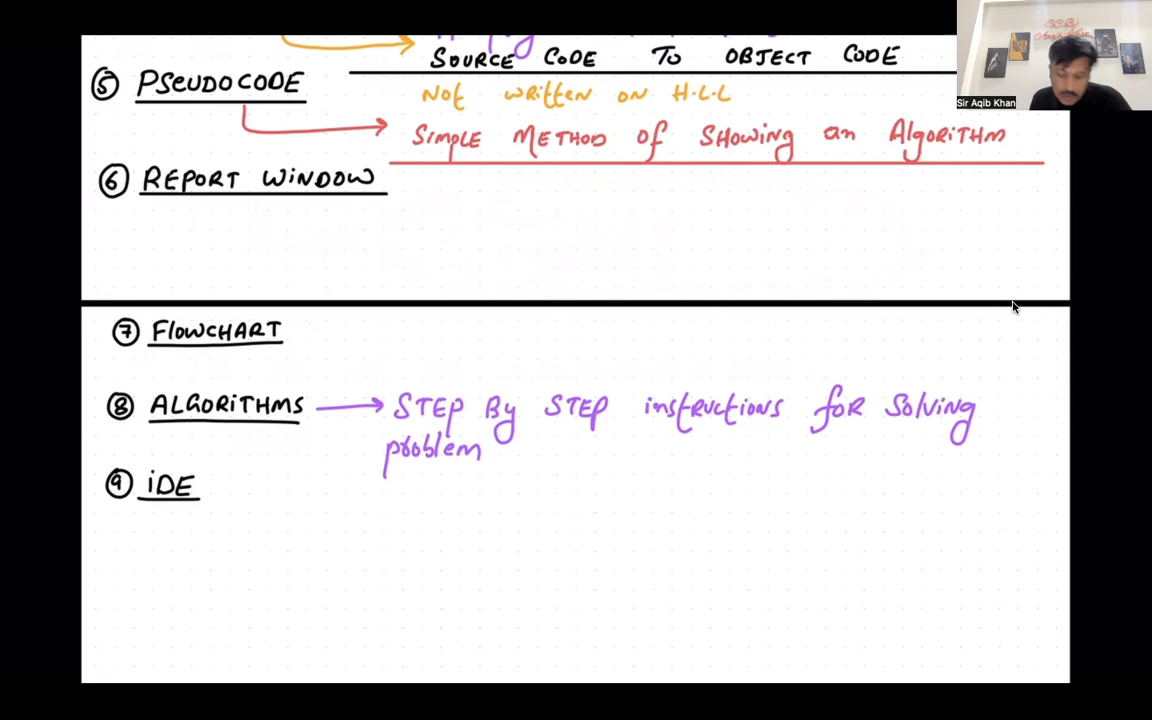 SOURCE CODE TO OBJECT CODE
⑤ PSEUDOCODE
Not written on H.L.L
SIMPLE METHOD of SHOWING an AlgoRiTHM
⑥ REPORT WiNDOW
⑦ FlOWCHART
⑧ ALGORiTHMS → STEP By STEP instructions foR Solving
problem
⑨ iDE
Sir Aqib Khan